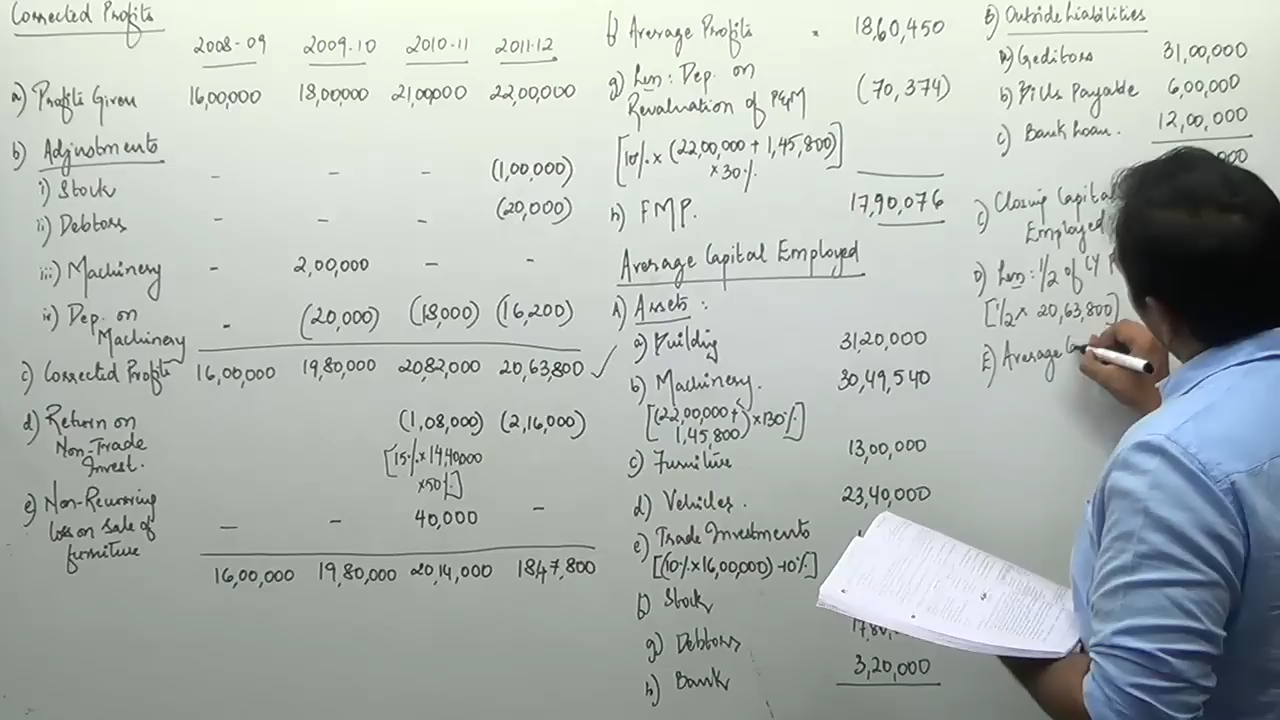 Corrected Profits
2008-09 2009-10 2010-11 2011-12
a) Profits Given 16,00,000 18,00,000 21,00,000 22,00,000
b) Adjustments
i) Stock - - - (1,00,000)
ii) Debtors - - - (20,000)
iii) Machinery - 2,00,000 - -
iv) Dep. on - (20,000) (18,000) (16,200)
Machinery
c) Corrected Profits 16,00,000 19,80,000 20,82,000 20,63,800 ✓
d) Return on (1,08,000) (2,16,000)
Non-Trade [15% x 14,40,000
Invest. x50%]
e) Non-Recurring
loss on sale of - - 40,000 -
furniture
16,00,000 19,80,000 20,14,000 18,47,800
f) Average Profits = 18,60,450
g) Less: Dep. on
Revaluation of P&M (70,374)
[10% x (22,00,000 + 1,45,800)
x30%]
h) FMP. 17,90,076
Average Capital Employed
A) Assets:
a) Building 31,20,000
b) Machinery. 30,49,540
[(22,00,000+
1,45,800) x130%]
c) Furniture 13,00,000
d) Vehicles. 23,40,000
e) Trade Investments
[(10% x 16,00,000) + 10%]
f) Stock
g) Debtors
h) Bank 3,20,000
B) Outside Liabilities
a) Creditors 31,00,000
b) Bills Payable 6,00,000
c) Bank Loan. 12,00,000
C) Closing Capital
Employed
D) Less: 1/2 of CY
[1/2 x 20,63,800]
E) Average